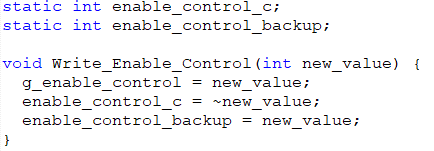 static int enable_control_c;
static int enable_control_backup;
void Write_Enable_Control(int new_value) {
  g_enable_control = new_value;
  enable_control_c = ~new_value;
  enable_control_backup = new_value;
}